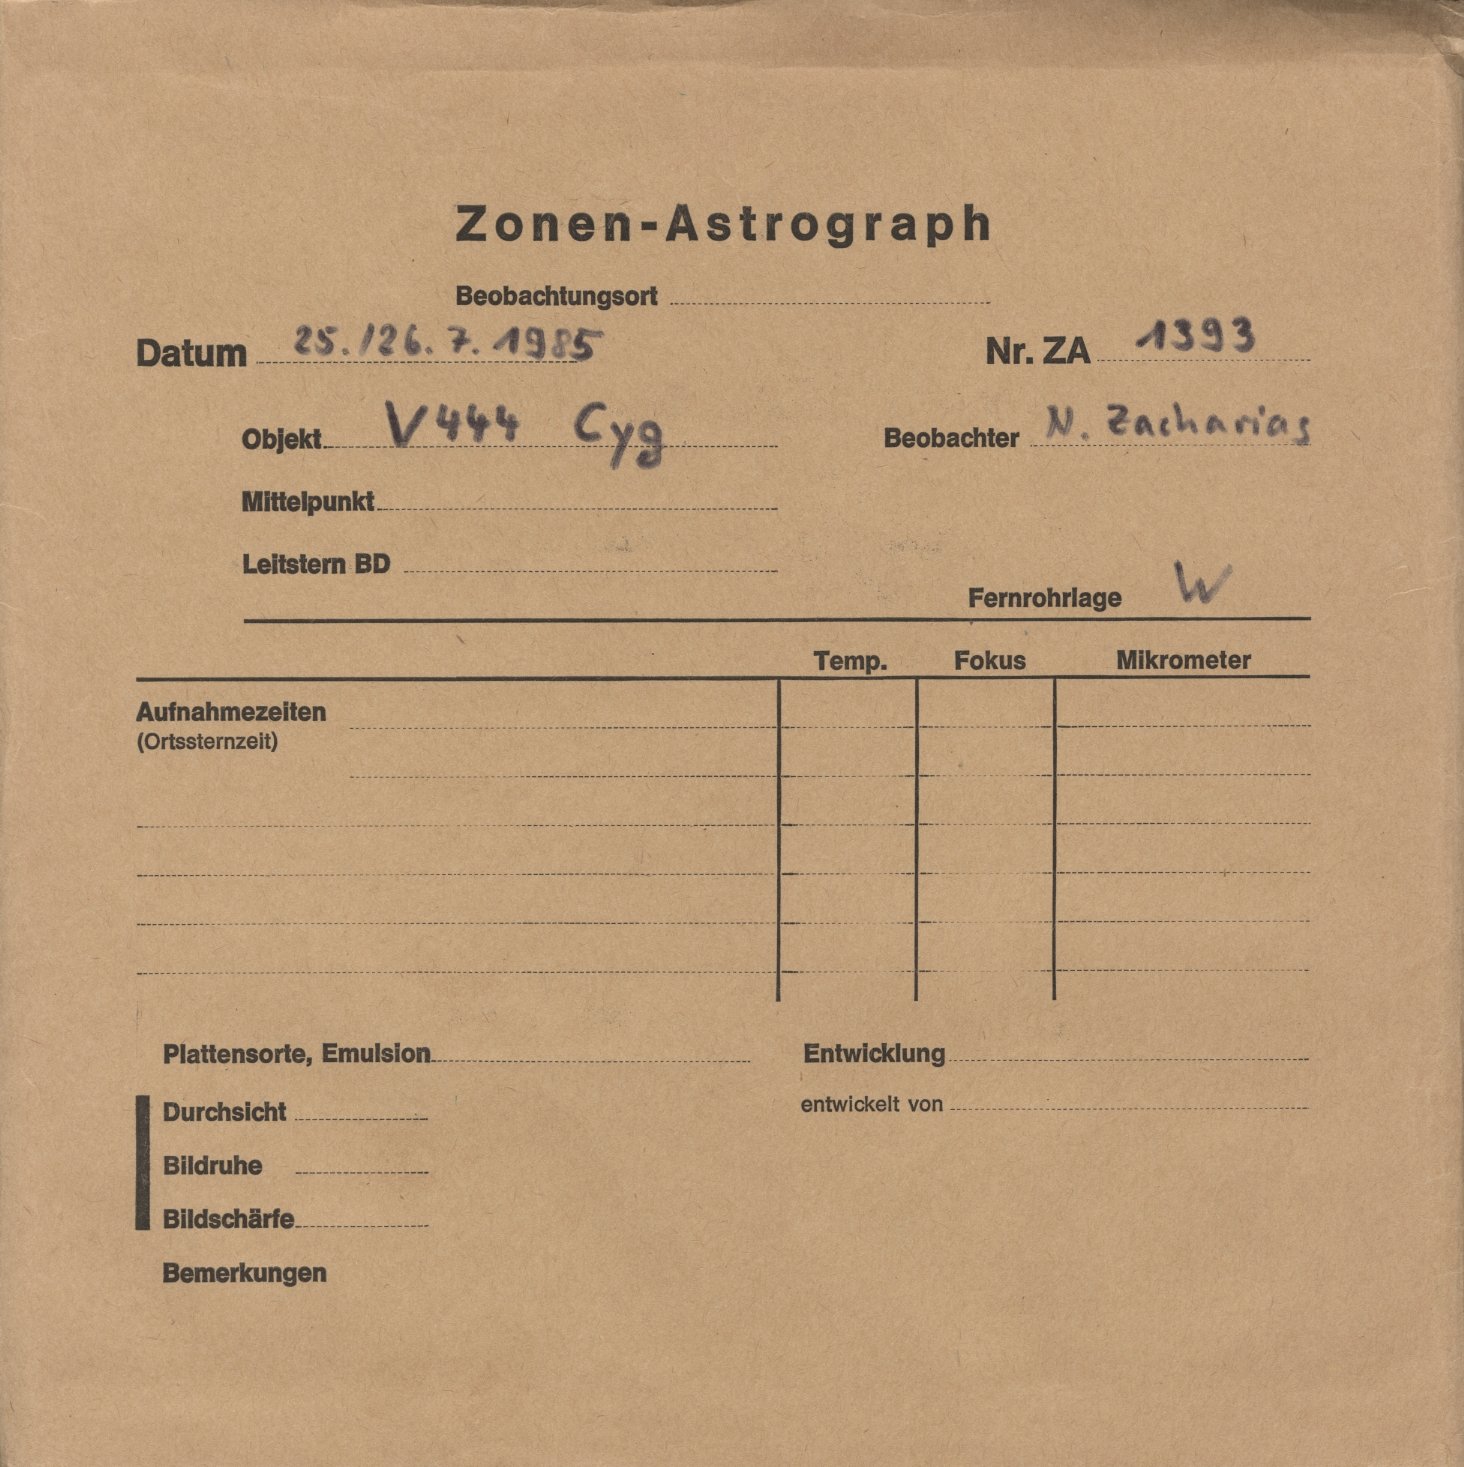 Zonen-Astrograph
Beobachtungsort
Datum 25./26. 7. 1985 Nr. ZA 1393
Objekt V444 Cyg Beobachter N. Zacharias
Mittelpunkt
Leitstern BD
Fernrohrlage W
Temp. Fokus Mikrometer
Aufnahmezeiten
(Ortssternzeit)
Plattensorte, Emulsion Entwicklung
Durchsicht entwickelt von
Bildruhe
Bildschärfe
Bemerkungen